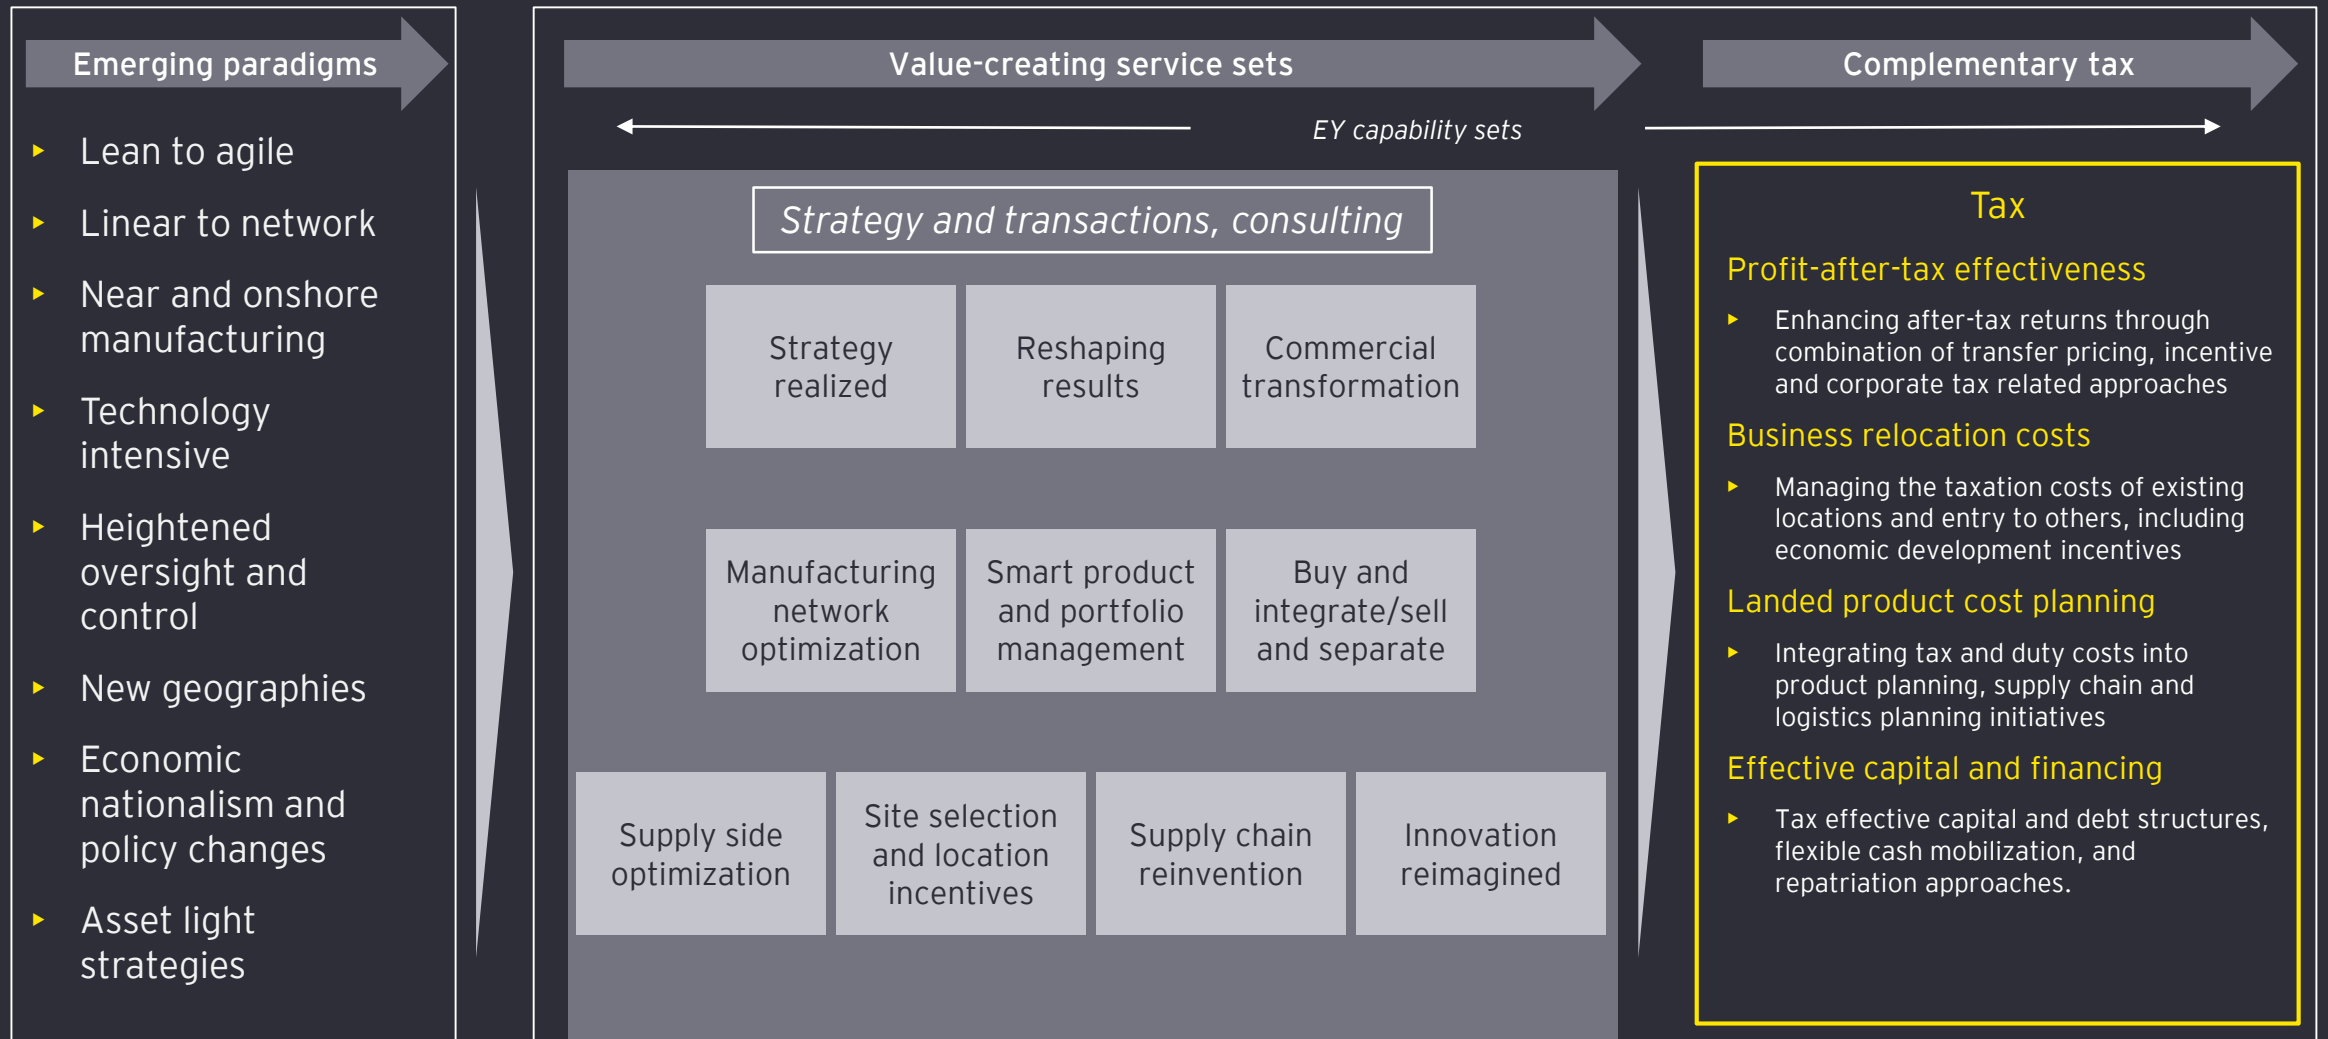 Emerging paradigms
Lean to agile
Linear to network
Near and onshore
manufacturing
Technology
intensive
Heightened
oversight and
control
New geographies
Economic
nationalism and
policy changes
Asset light
strategies
Value-creating service sets
Complementary tax
EY capability sets
Strategy and transactions, consulting
Strategy
realized
Reshaping
results
Commercial
transformation
Manufacturing
network
optimization
Smart product
and portfolio
management
Buy and
integrate/sell
and separate
Supply side
optimization
Site selection
and location
incentives
Supply chain
reinvention
Innovation
reimagined
Tax
Profit-after-tax effectiveness
Enhancing after-tax returns through
combination of transfer pricing, incentive
and corporate tax related approaches
Business relocation costs
Managing the taxation costs of existing
locations and entry to others, including
economic development incentives
Landed product cost planning
Integrating tax and duty costs into
product planning, supply chain and
logistics planning initiatives
Effective capital and financing
Tax effective capital and debt structures,
flexible cash mobilization, and
repatriation approaches.